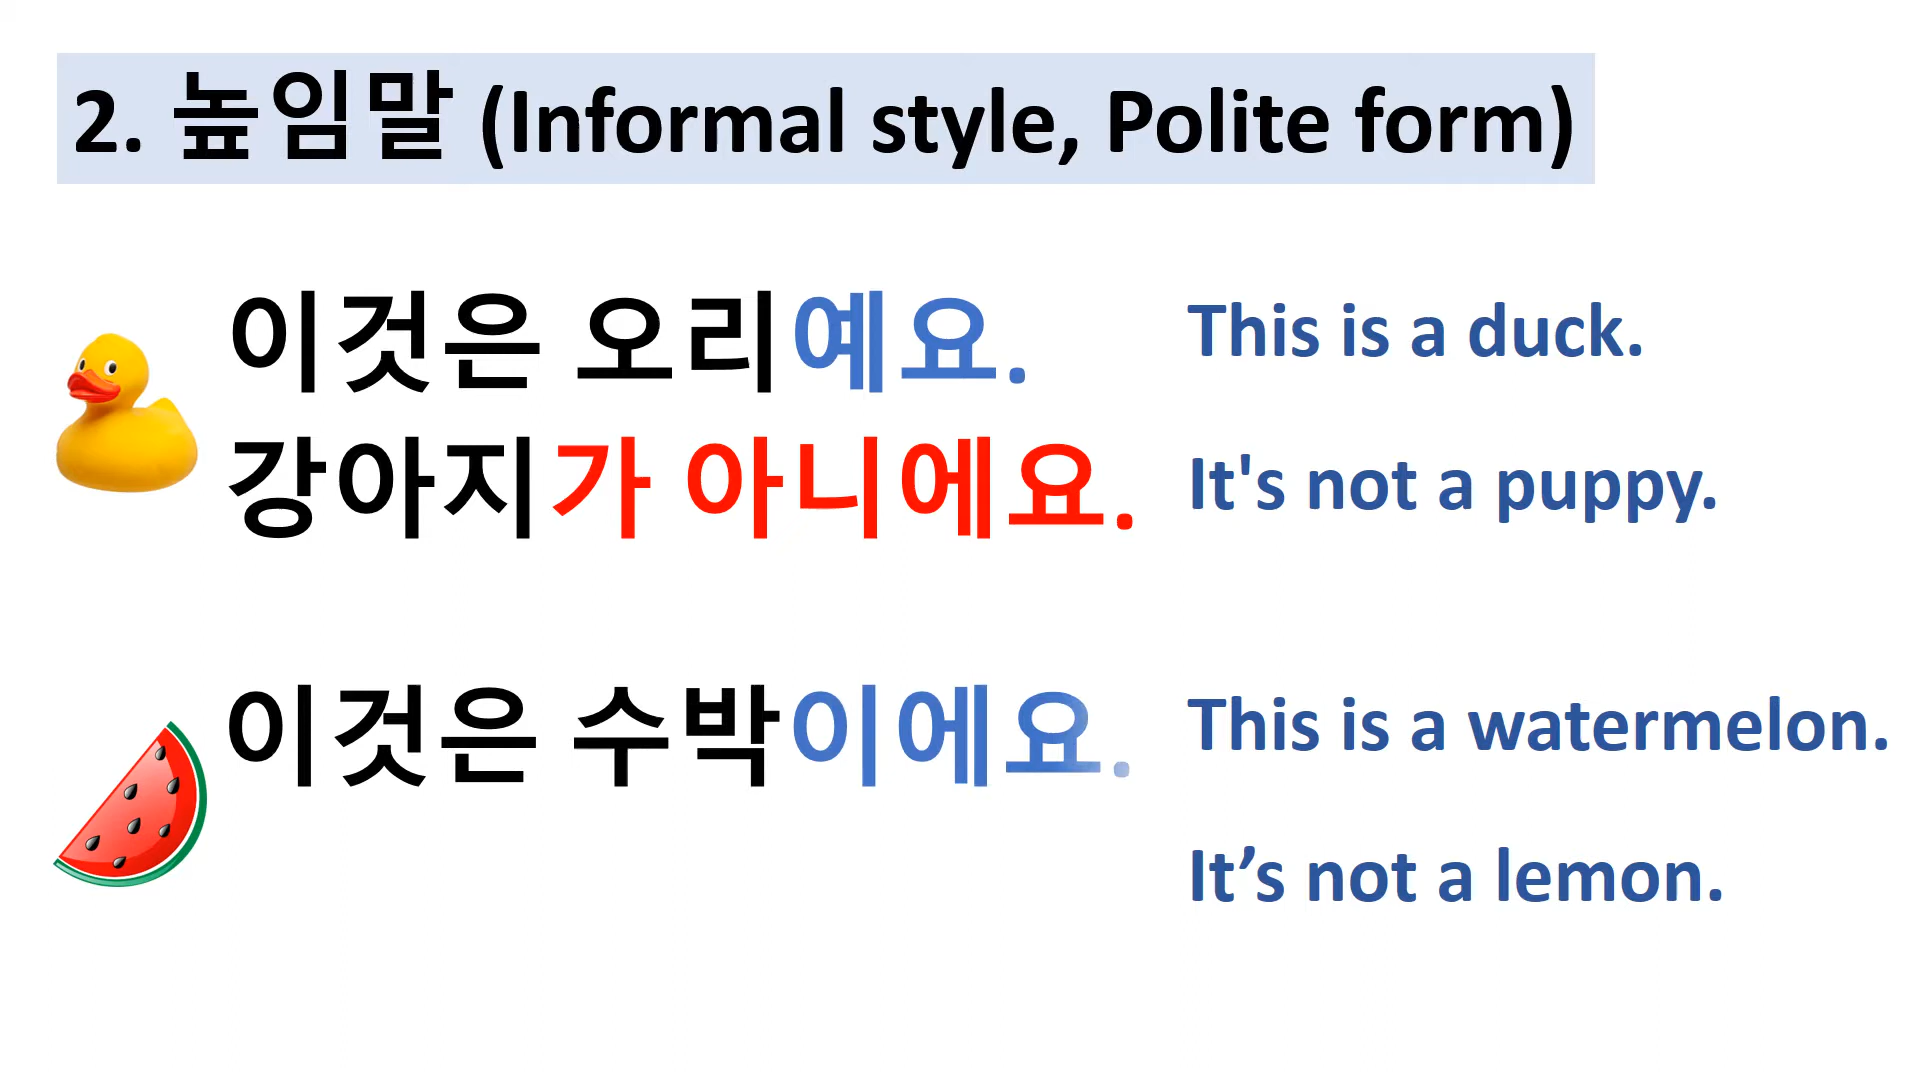 2. 높임말 (Informal style, Polite form)
이것은 오리예요. This is a duck.
강아지가 아니에요. It's not a puppy.
이것은 수박이에요. This is a watermelon.
It’s not a lemon.